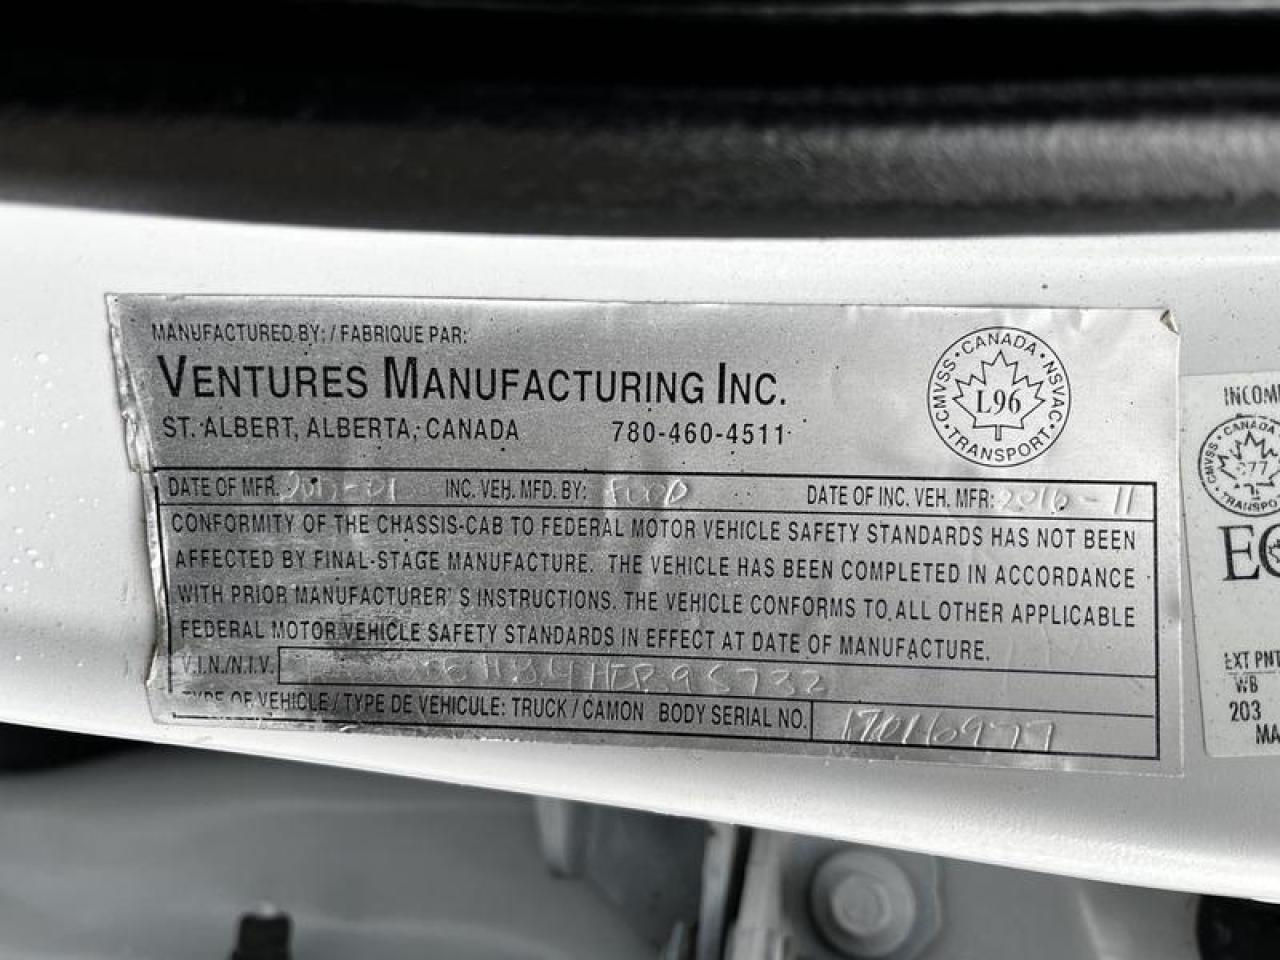 MANUFACTURED BY: / FABRIQUE PAR:
VENTURES MANUFACTURING INC.
ST. ALBERT, ALBERTA, CANADA 780-460-4511
CMVSS • CANADA • NSVAC • TRANSPORT •
L96
DATE OF MFR. INC. VEH. MFD. BY: FORD DATE OF INC. VEH. MFR: 2016-11
CONFORMITY OF THE CHASSIS-CAB TO FEDERAL MOTOR VEHICLE SAFETY STANDARDS HAS NOT BEEN
AFFECTED BY FINAL-STAGE MANUFACTURE. THE VEHICLE HAS BEEN COMPLETED IN ACCORDANCE
WITH PRIOR MANUFACTURER'S INSTRUCTIONS. THE VEHICLE CONFORMS TO ALL OTHER APPLICABLE
FEDERAL MOTOR VEHICLE SAFETY STANDARDS IN EFFECT AT DATE OF MANUFACTURE.
V.I.N./N.I.V.
TYPE OF VEHICLE / TYPE DE VEHICULE: TRUCK / CAMON BODY SERIAL NO. 17016977
CMVSS • CANADA
TRANSPO
EXT PNT
WB
203